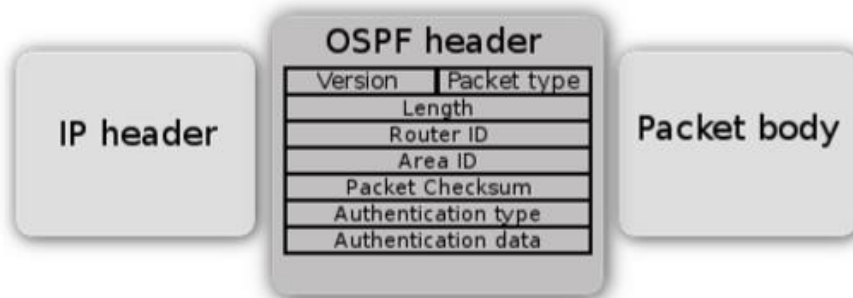 IP header
OSPF header
Version Packet type
Length
Router ID
Area ID
Packet Checksum
Authentication type
Authentication data
Packet body